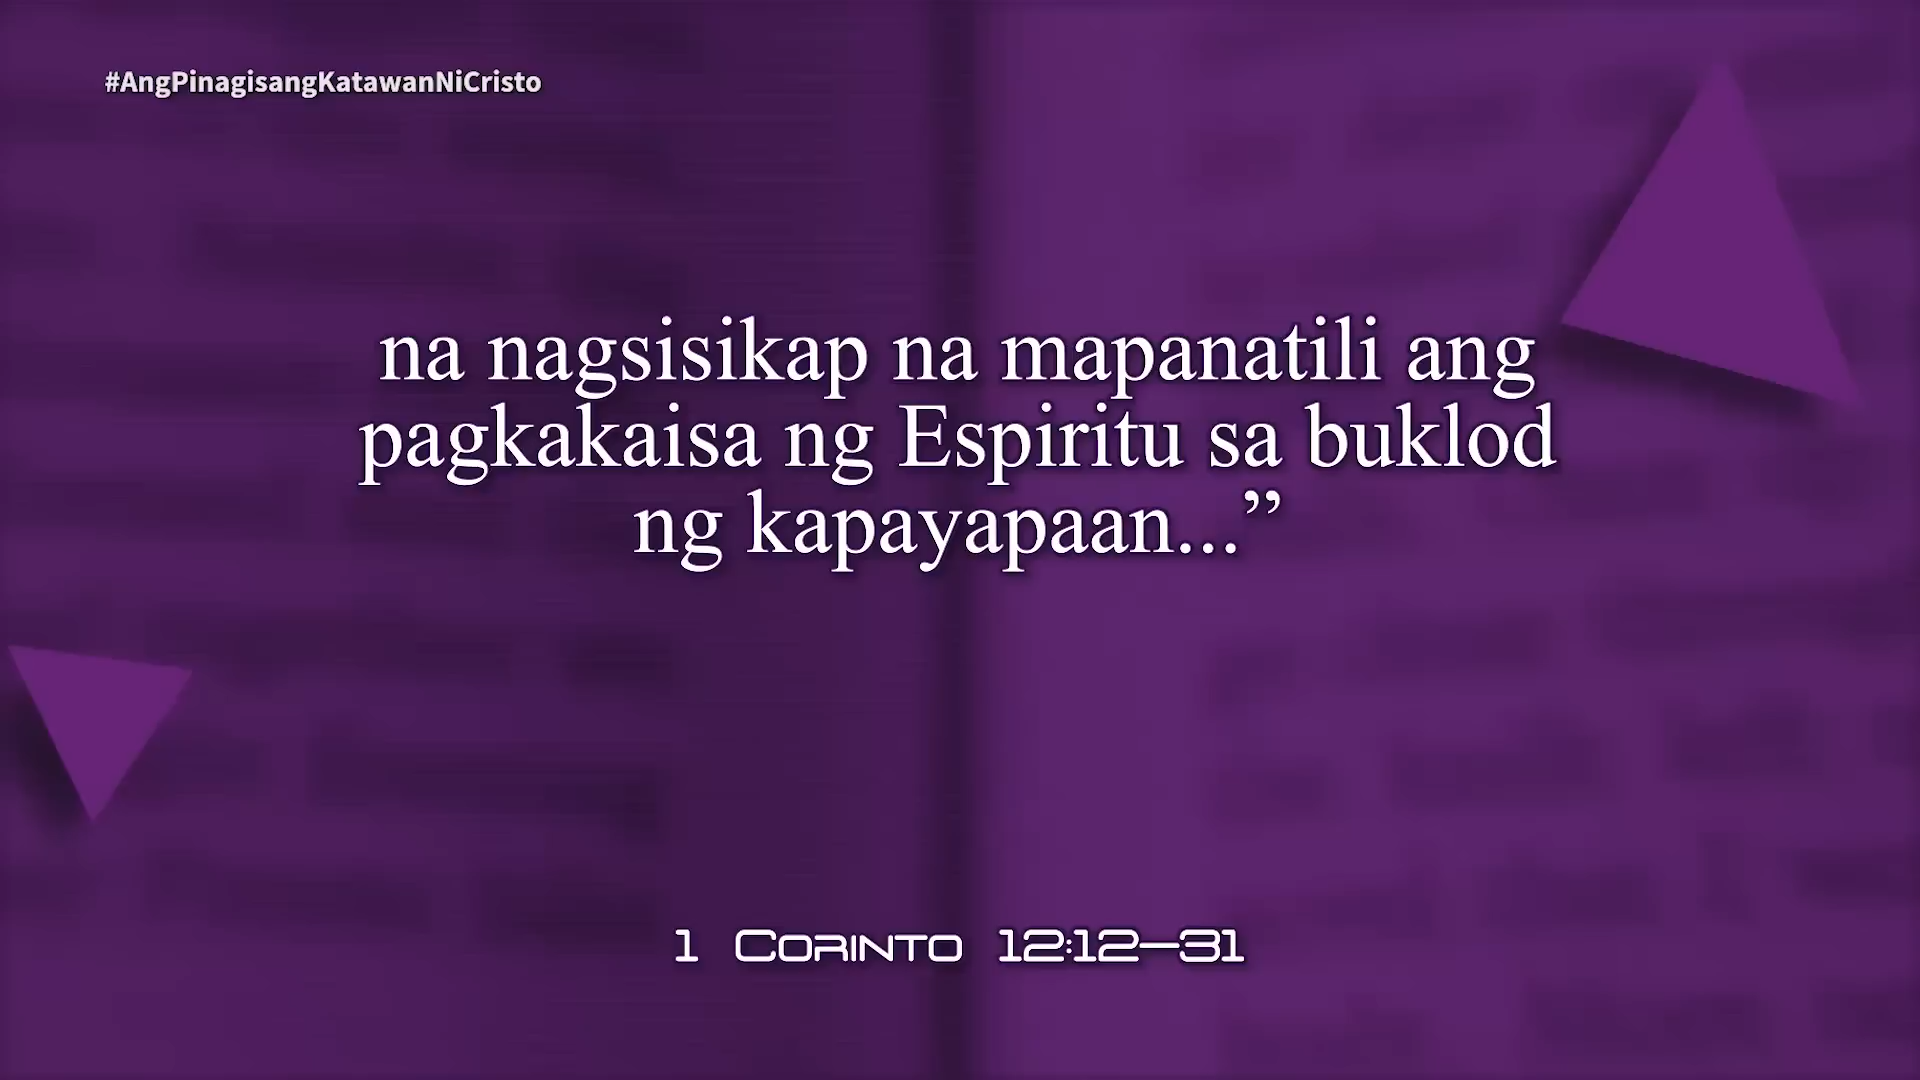 #AngPinagisangKatawanNiCristo
na nagsisikap na mapanatili ang
pagkakaisa ng Espiritu sa buklod
ng kapayapaan...”
1 Corinto 12:12–31